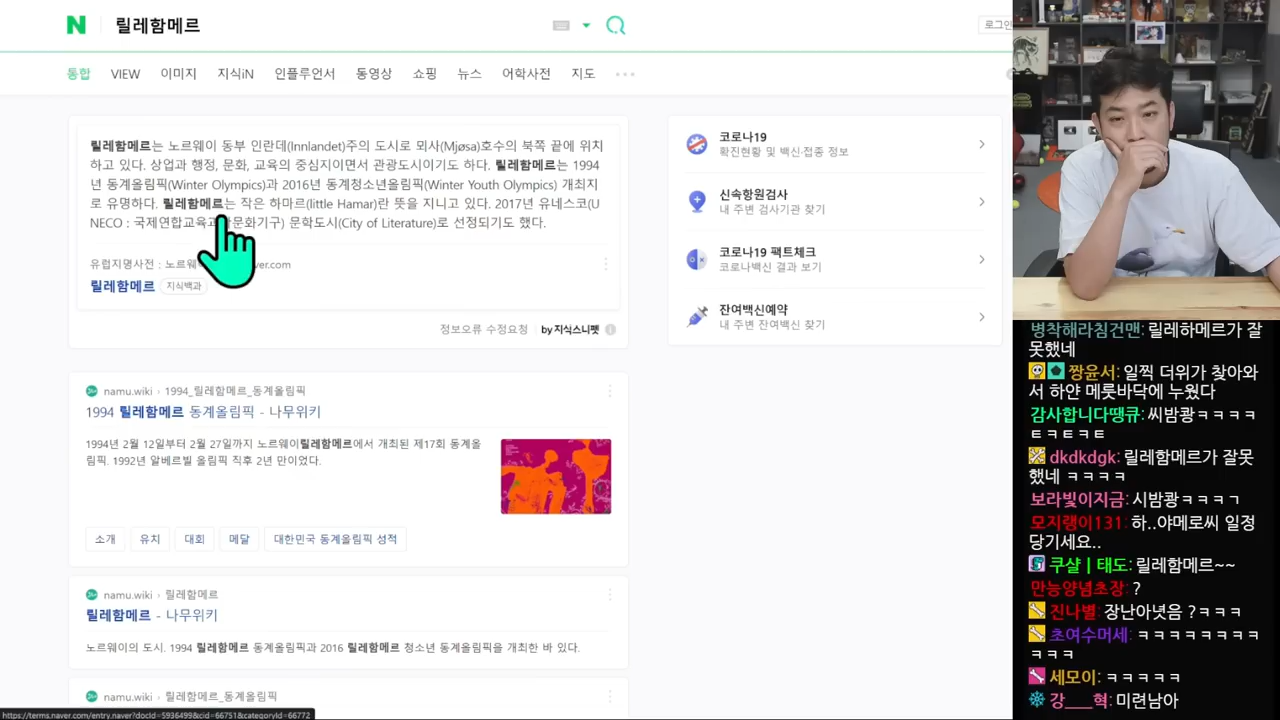 N 릴레함메르
로그인
통합 VIEW 이미지 지식iN 인플루언서 동영상 쇼핑 뉴스 어학사전 지도
릴레함메르는 노르웨이 동부 인란데(Innlandet)주의 도시로 뫼사(Mjøsa)호수의 북쪽 끝에 위치
하고 있다. 상업과 행정, 문화, 교육의 중심지이면서 관광도시이기도 하다. 릴레함메르는 1994
년 동계올림픽(Winter Olympics)과 2016년 동계청소년올림픽(Winter Youth Olympics) 개최지
로 유명하다. 릴레함메르는 작은 하마르(little Hamar)란 뜻을 지니고 있다. 2017년 유네스코(U
NECO : 국제연합교육과학문화기구) 문학도시(City of Literature)로 선정되기도 했다.
유럽지명사전 : 노르웨 ver.com
릴레함메르 지식백과
정보오류 수정요청 by지식스니펫
namu.wiki › 1994_릴레함메르_동계올림픽
1994 릴레함메르 동계올림픽 - 나무위키
1994년 2월 12일부터 2월 27일까지 노르웨이릴레함메르에서 개최된 제17회 동계올
림픽. 1992년 알베르빌 올림픽 직후 2년 만이었다.
소개 유치 대회 메달 대한민국 동계올림픽 성적
namu.wiki › 릴레함메르
릴레함메르 - 나무위키
노르웨이의 도시. 1994 릴레함메르 동계올림픽과 2016 릴레함메르 청소년 동계올림픽을 개최한 바 있다.
namu.wiki › 릴레함메르_동계올림픽
https://terms.naver.com/entry.naver?docId=5936499&cid=66751&categoryId=66772
코로나19
확진현황 및 백신·접종 정보
신속항원검사
내 주변 검사기관 찾기
코로나19 팩트체크
코로나백신 결과 보기
잔여백신예약
내 주변 잔여백신 찾기
병착해라침건맨: 릴레하메르가 잘
못했네
짱윤서: 일찍 더위가 찾아와
서 하얀 메룻바닥에 누웠다
감사합니다땡큐: 씨밤쾅ㅋㅋㅋㅋ
ㅌㅋㅌㅋㅌ
dkdkdgk: 릴레함메르가 잘못
했네 ㅋㅋㅋㅋ
보라빛이지금: 시밤쾅ㅋㅋㅋㄱ
모지랭이131: 하..야메로씨 일정
당기세요..
쿠샬 | 태도: 릴레함메르~~
만능양념초장: ?
진나별: 장난아녓음 ?ㅋㅋㅋ
초여수머세: ㅋㅋㅋㅋㅋㅋㅋㅋ
ㅋㅋㅋ
세모이: ㅋㅋㅋㅋㅋ
강___혁: 미련남아